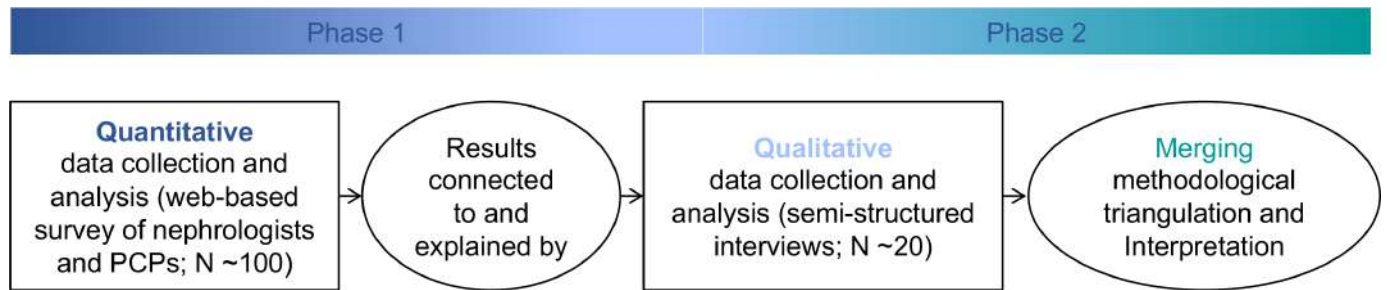 Phase 1
Phase 2
Quantitative
data collection and
analysis (web-based
survey of nephrologists
and PCPs; N ~100)
Results
connected
to and
explained by
Qualitative
data collection and
analysis (semi-structured
interviews; N ~20)
Merging
methodological
triangulation and
Interpretation